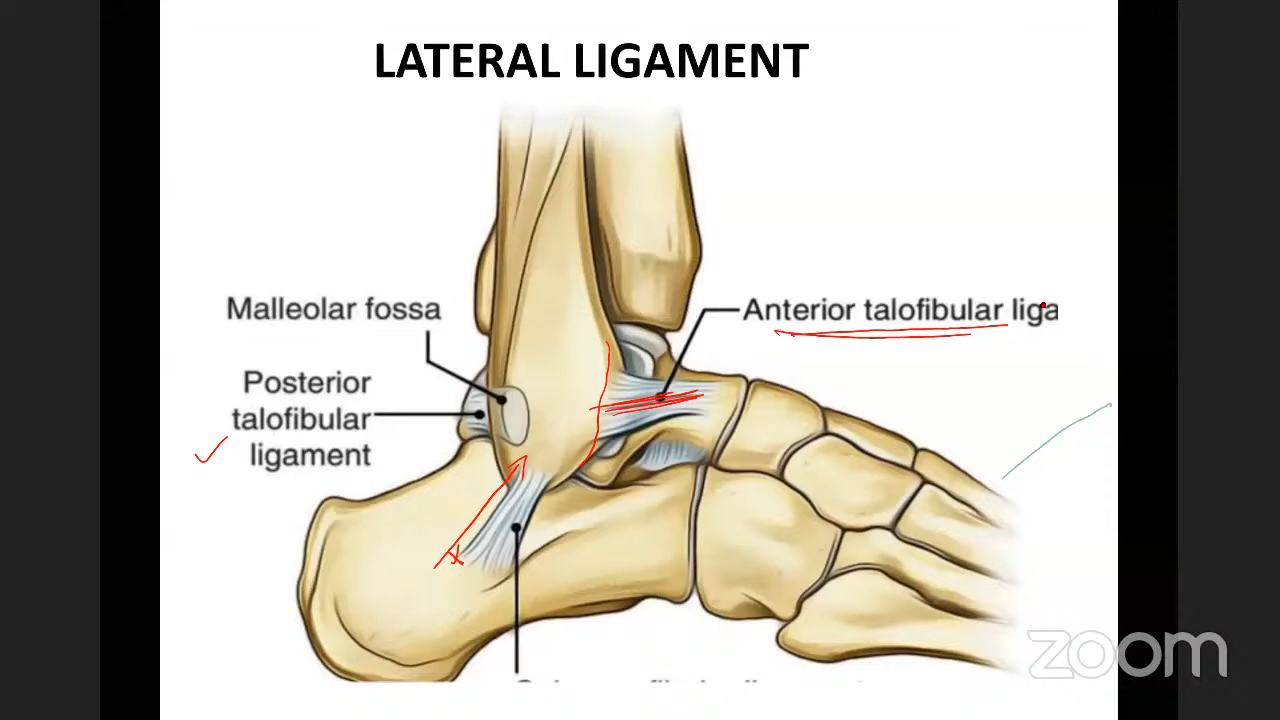 LATERAL LIGAMENT
Malleolar fossa
Anterior talofibular liga
Posterior
talofibular
ligament
zoom